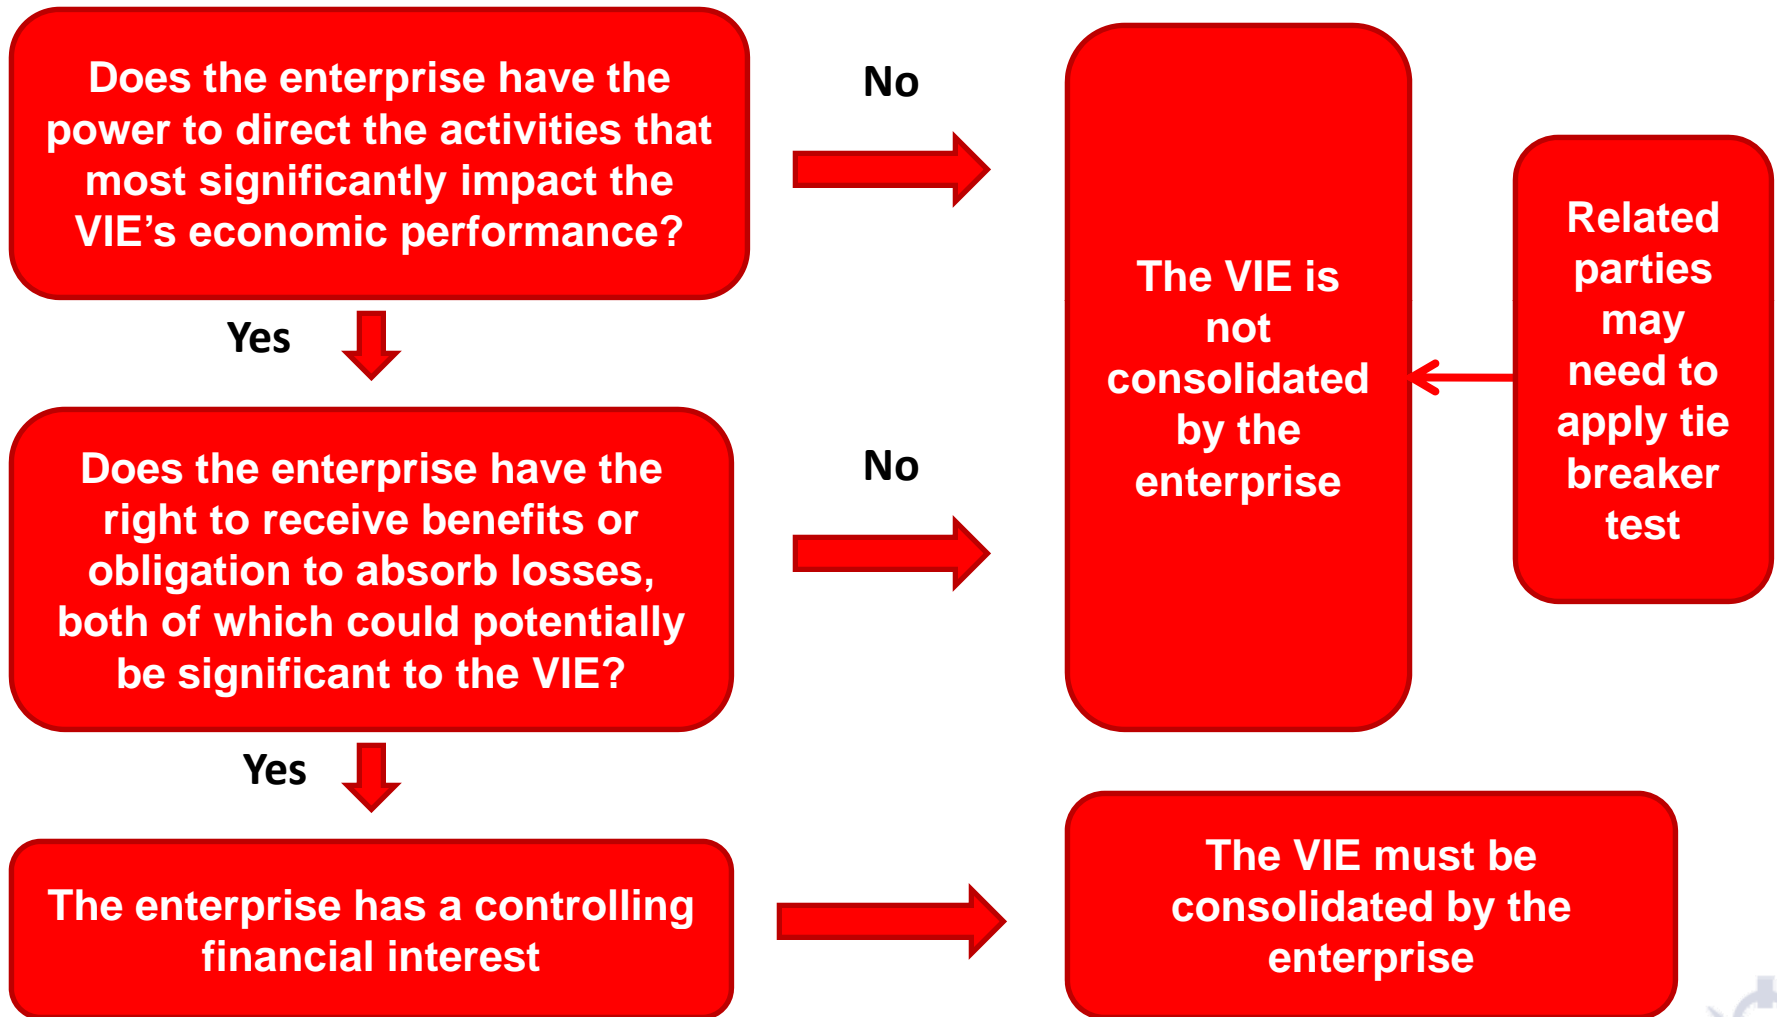 Does the enterprise have the
power to direct the activities that
most significantly impact the
VIE’s economic performance?
No
Yes
Does the enterprise have the
right to receive benefits or
obligation to absorb losses,
both of which could potentially
be significant to the VIE?
No
Yes
The enterprise has a controlling
financial interest
The VIE is
not
consolidated
by the
enterprise
Related
parties
may
need to
apply tie
breaker
test
The VIE must be
consolidated by the
enterprise